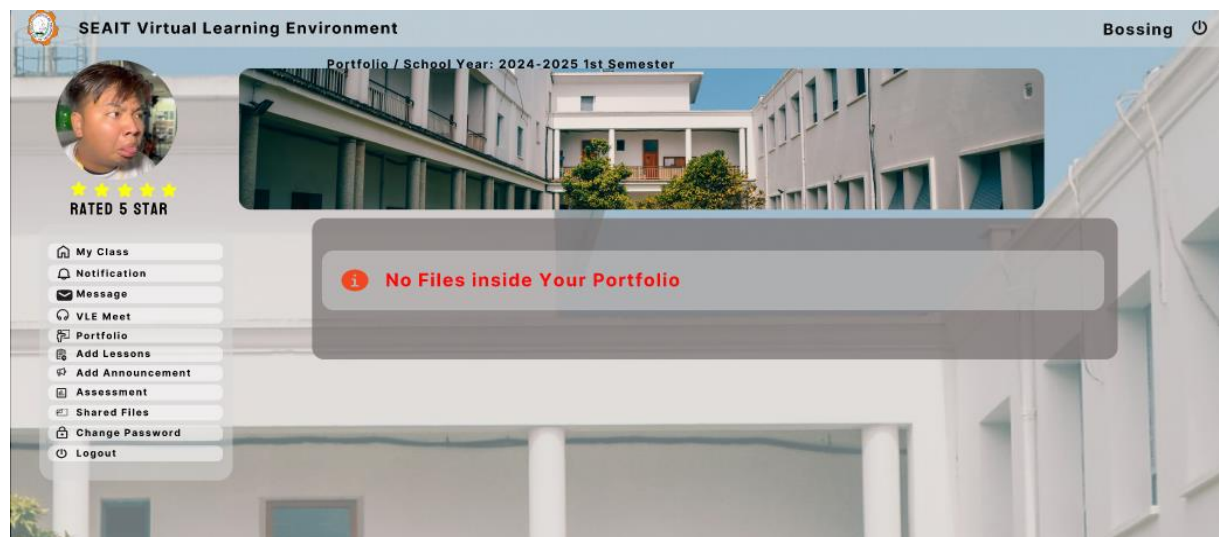 SEAIT Virtual Learning Environment
Bossing
Portfolio / School Year: 2024-2025 1st Semester
RATED 5 STAR
My Class
Notification
Message
VLE Meet
Portfolio
Add Lessons
Add Announcement
Assessment
Shared Files
Change Password
Logout
No Files inside Your Portfolio